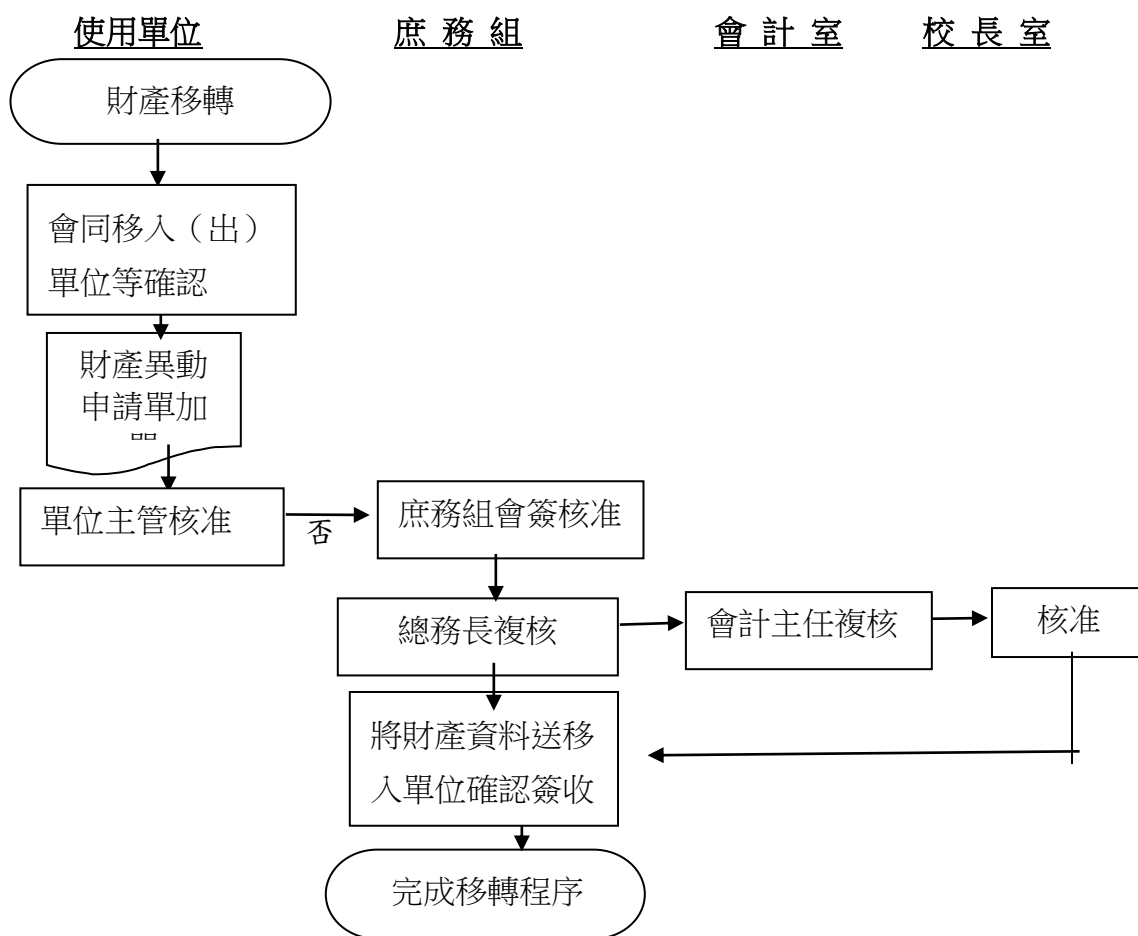 使用單位
庶 務 組
會 計 室
校 長 室
財產移轉
會同移入（出）
單位等確認
財產異動
申請單加
單位主管核准
否
庶務組會簽核准
總務長複核
會計主任複核
核准
將財產資料送移
入單位確認簽收
完成移轉程序